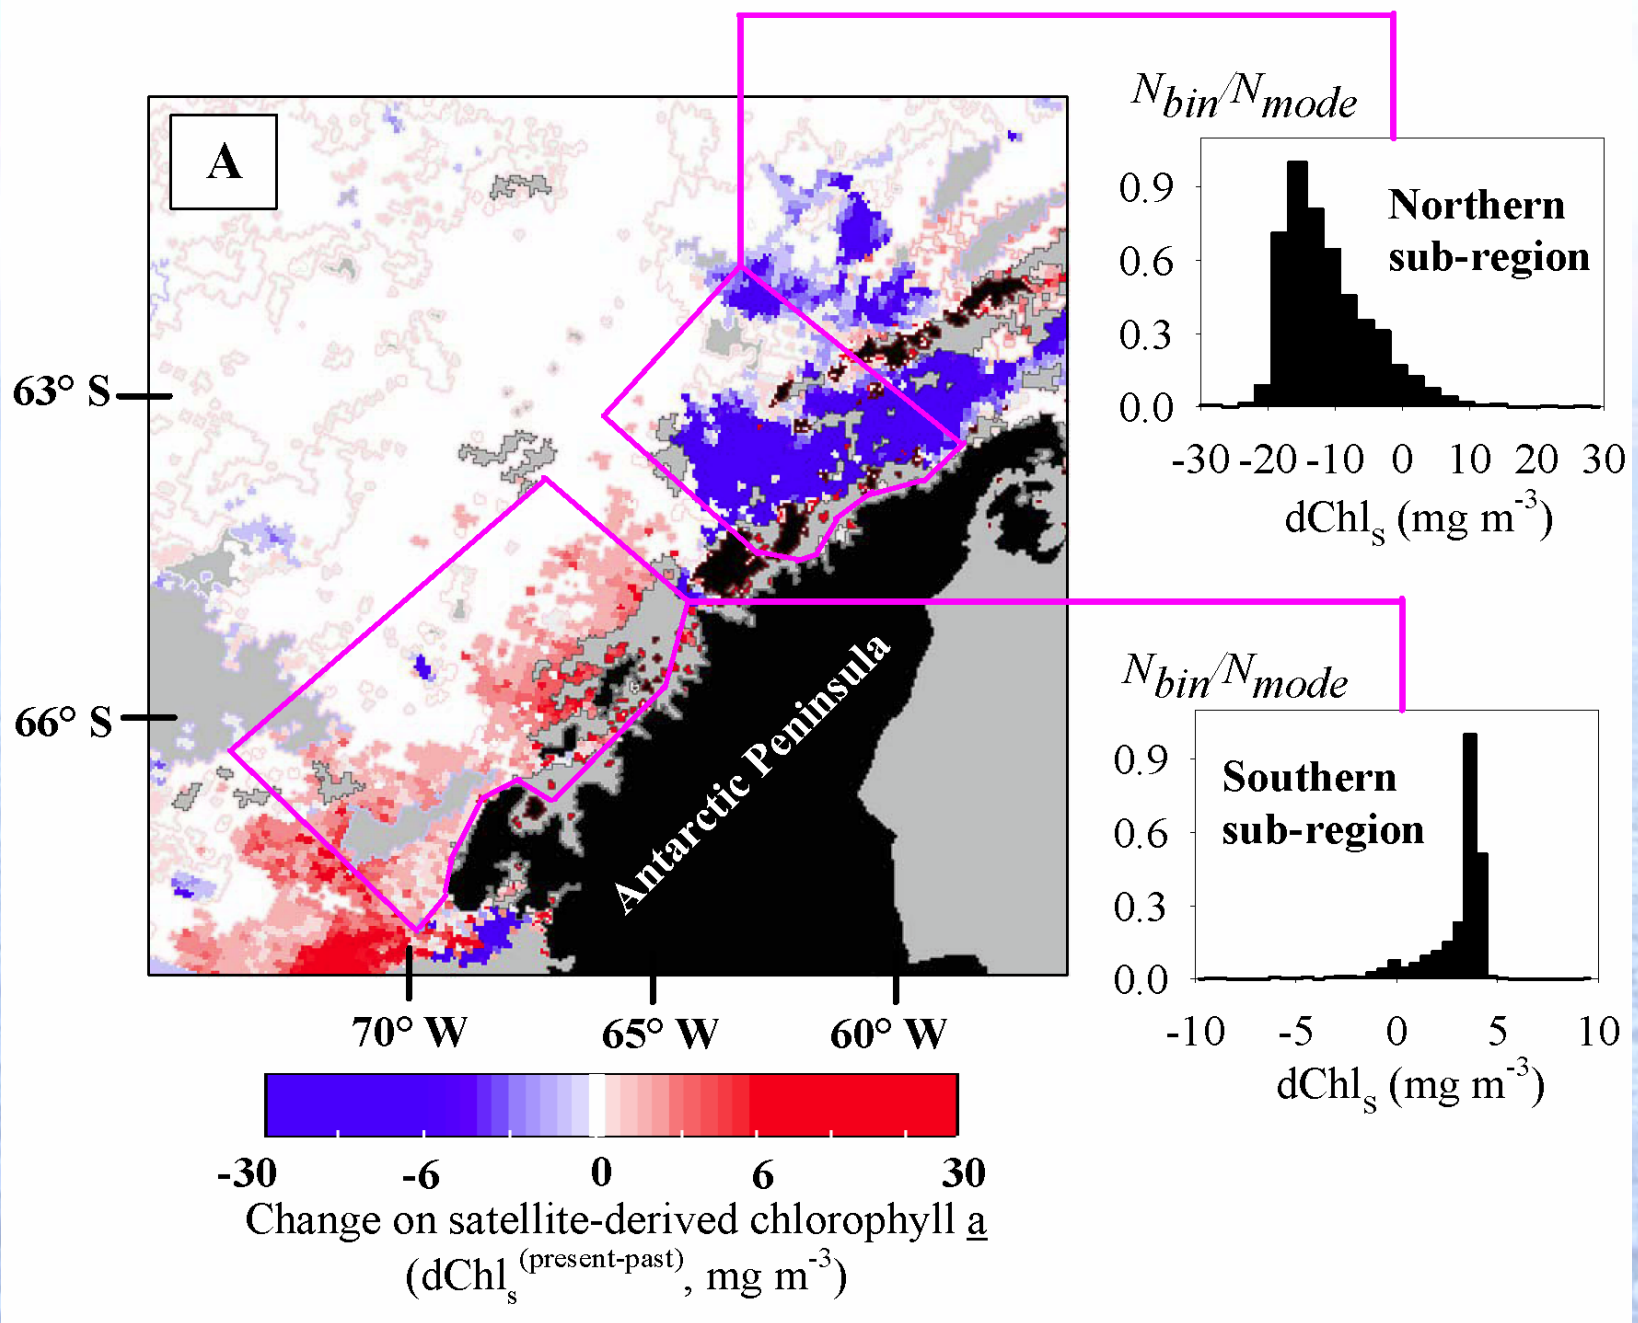 A
63° S
66° S
70° W 65° W 60° W
Antarctic Peninsula
-30 -6 0 6 30
Change on satellite-derived chlorophyll a
(dChls(present-past), mg m-3)
Nbin/Nmode
0.9
0.6
0.3
0.0
Northern
sub-region
-30 -20 -10 0 10 20 30
dChls (mg m-3)
Nbin/Nmode
0.9
0.6
0.3
0.0
Southern
sub-region
-10 -5 0 5 10
dChls (mg m-3)